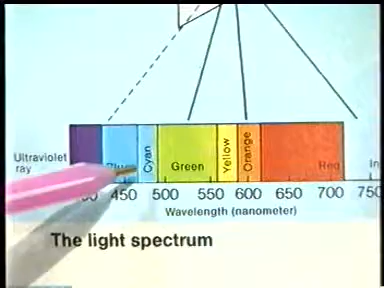 Ultraviolet
ray
Cyan
Green
Yellow
Orange
Red
450 500 550 600 650 700 750
Wavelength (nanometer)
The light spectrum